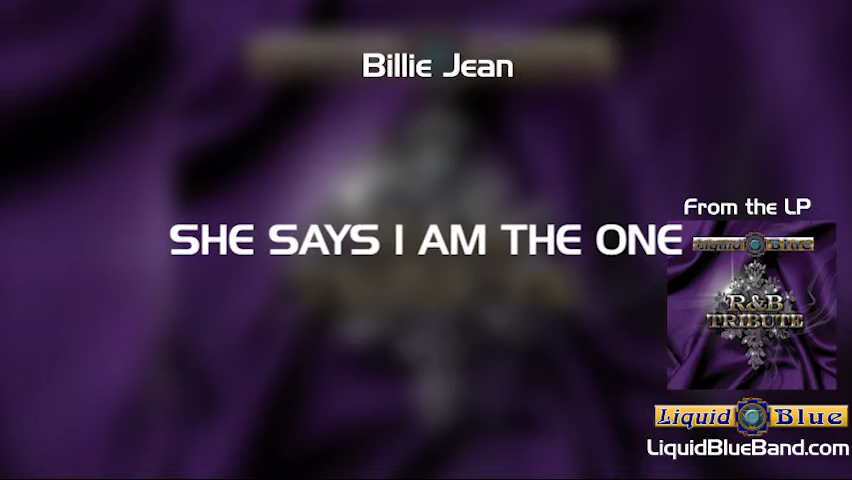 Billie Jean
SHE SAYS I AM THE ONE
From the LP
Liquid Blue
R&B
TRIBUTE
Liquid Blue
LiquidBlueBand.com